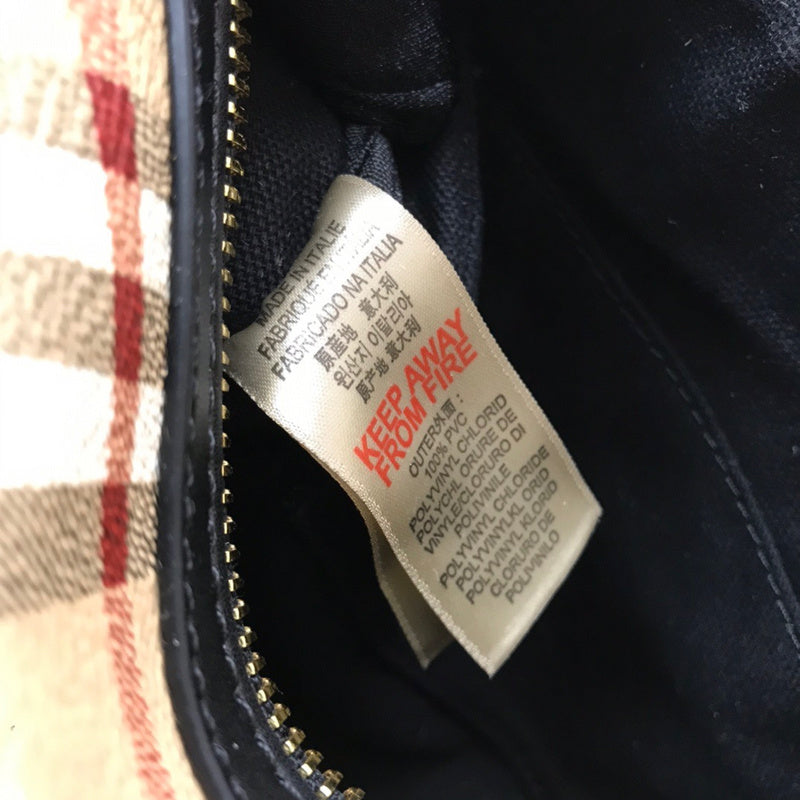 MADE IN ITALIE
FABRIQUE EN ITALIA
FABRICADO NA ITALIA
原産地 意大利
원산지 이탈리아
原产地 意大利
KEEP AWAY
FROM FIRE
OUTER外面：
100% PVC
POLYVINYL CHLORID
POLYCHLORURE DE
VINYLE/CLORURO DI
POLIVINILE
POLYVINYL CHLORIDE
POLYVINYLKLORID
POLYVINYL KLORID
CLORURO DE
POLIVINILO